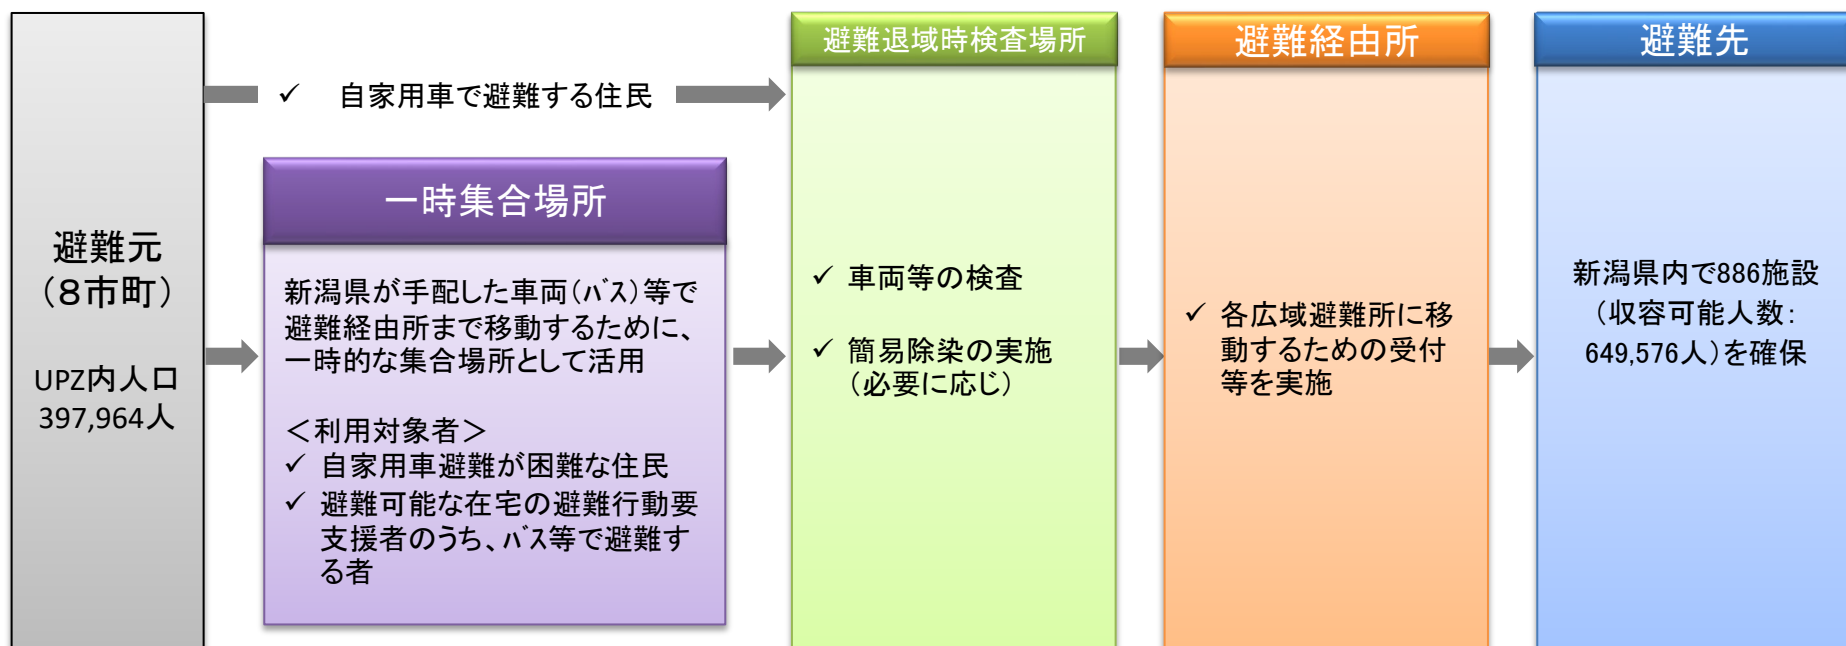 避難元
（８市町）
UPZ内人口
397,964人
✓ 自家用車で避難する住民
一時集合場所
新潟県が手配した車両（ﾊﾞｽ）等で
避難経由所まで移動するために、
一時的な集合場所として活用
＜利用対象者＞
✓ 自家用車避難が困難な住民
✓ 避難可能な在宅の避難行動要
支援者のうち、ﾊﾞｽ等で避難す
る者
避難退域時検査場所
✓ 車両等の検査
✓ 簡易除染の実施
（必要に応じ）
避難経由所
✓ 各広域避難所に移
動するための受付
等を実施
避難先
新潟県内で886施設
（収容可能人数：
649,576人）を確保